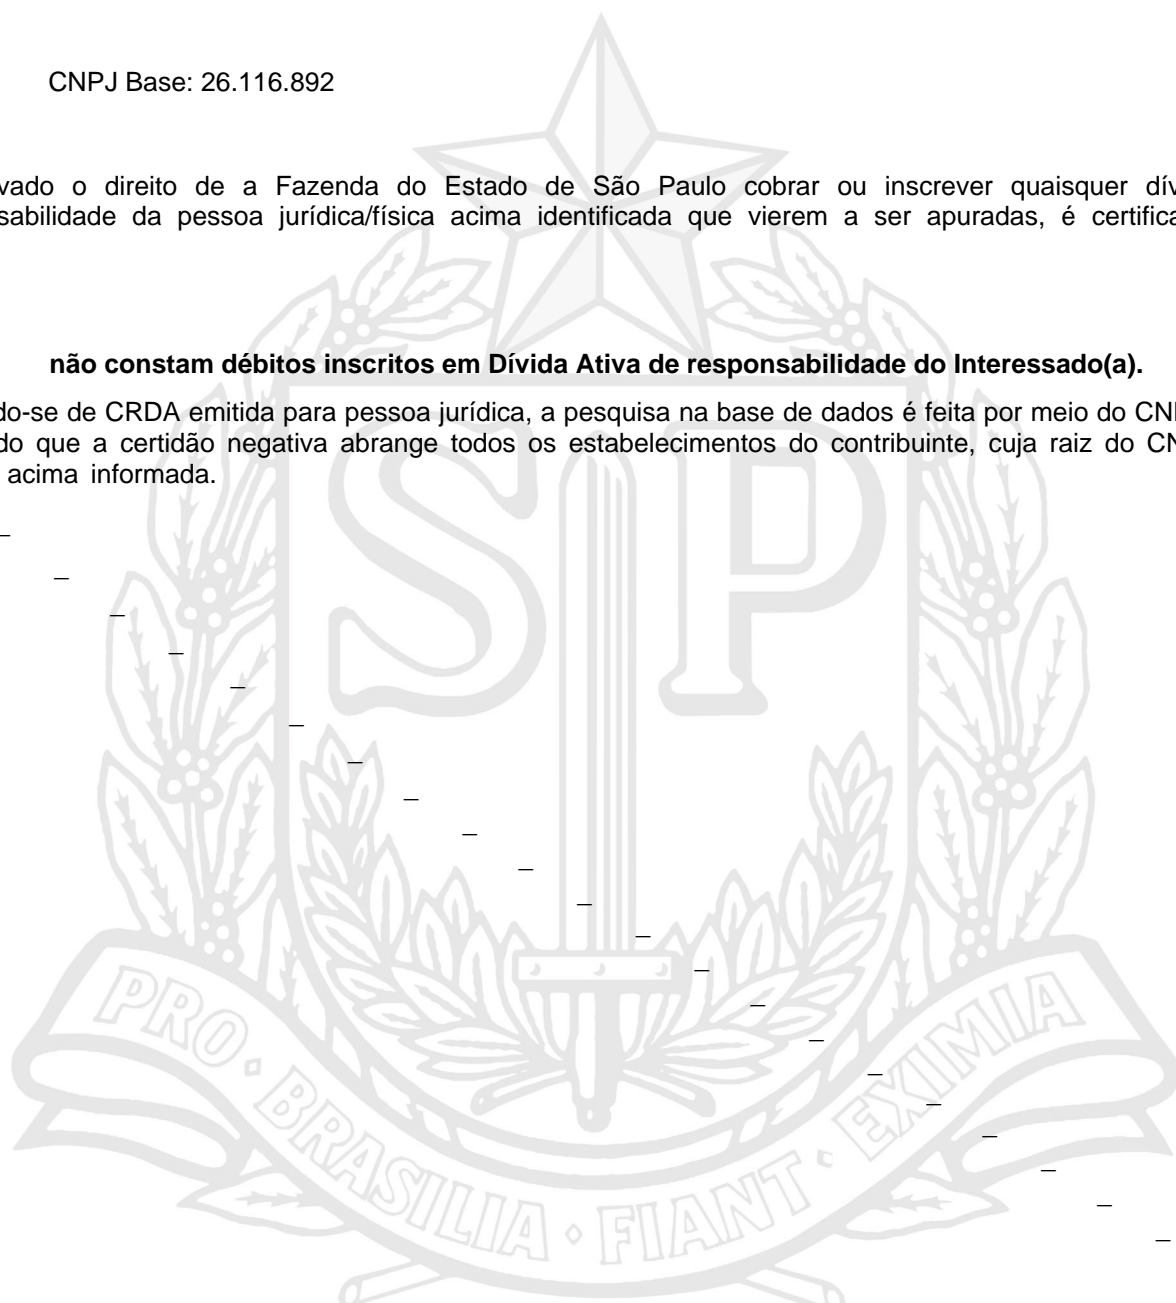 CNPJ Base: 26.116.892
vado o direito de a Fazenda do Estado de São Paulo cobrar ou inscrever quaisquer dív
sabilidade da pessoa jurídica/física acima identificada que vierem a ser apuradas, é certifica
não constam débitos inscritos em Dívida Ativa de responsabilidade do Interessado(a).
do-se de CRDA emitida para pessoa jurídica, a pesquisa na base de dados é feita por meio do CN
do que a certidão negativa abrange todos os estabelecimentos do contribuinte, cuja raiz do CN
acima informada.
SP
PRO · BRASILIA · FIANT · EXIMIA